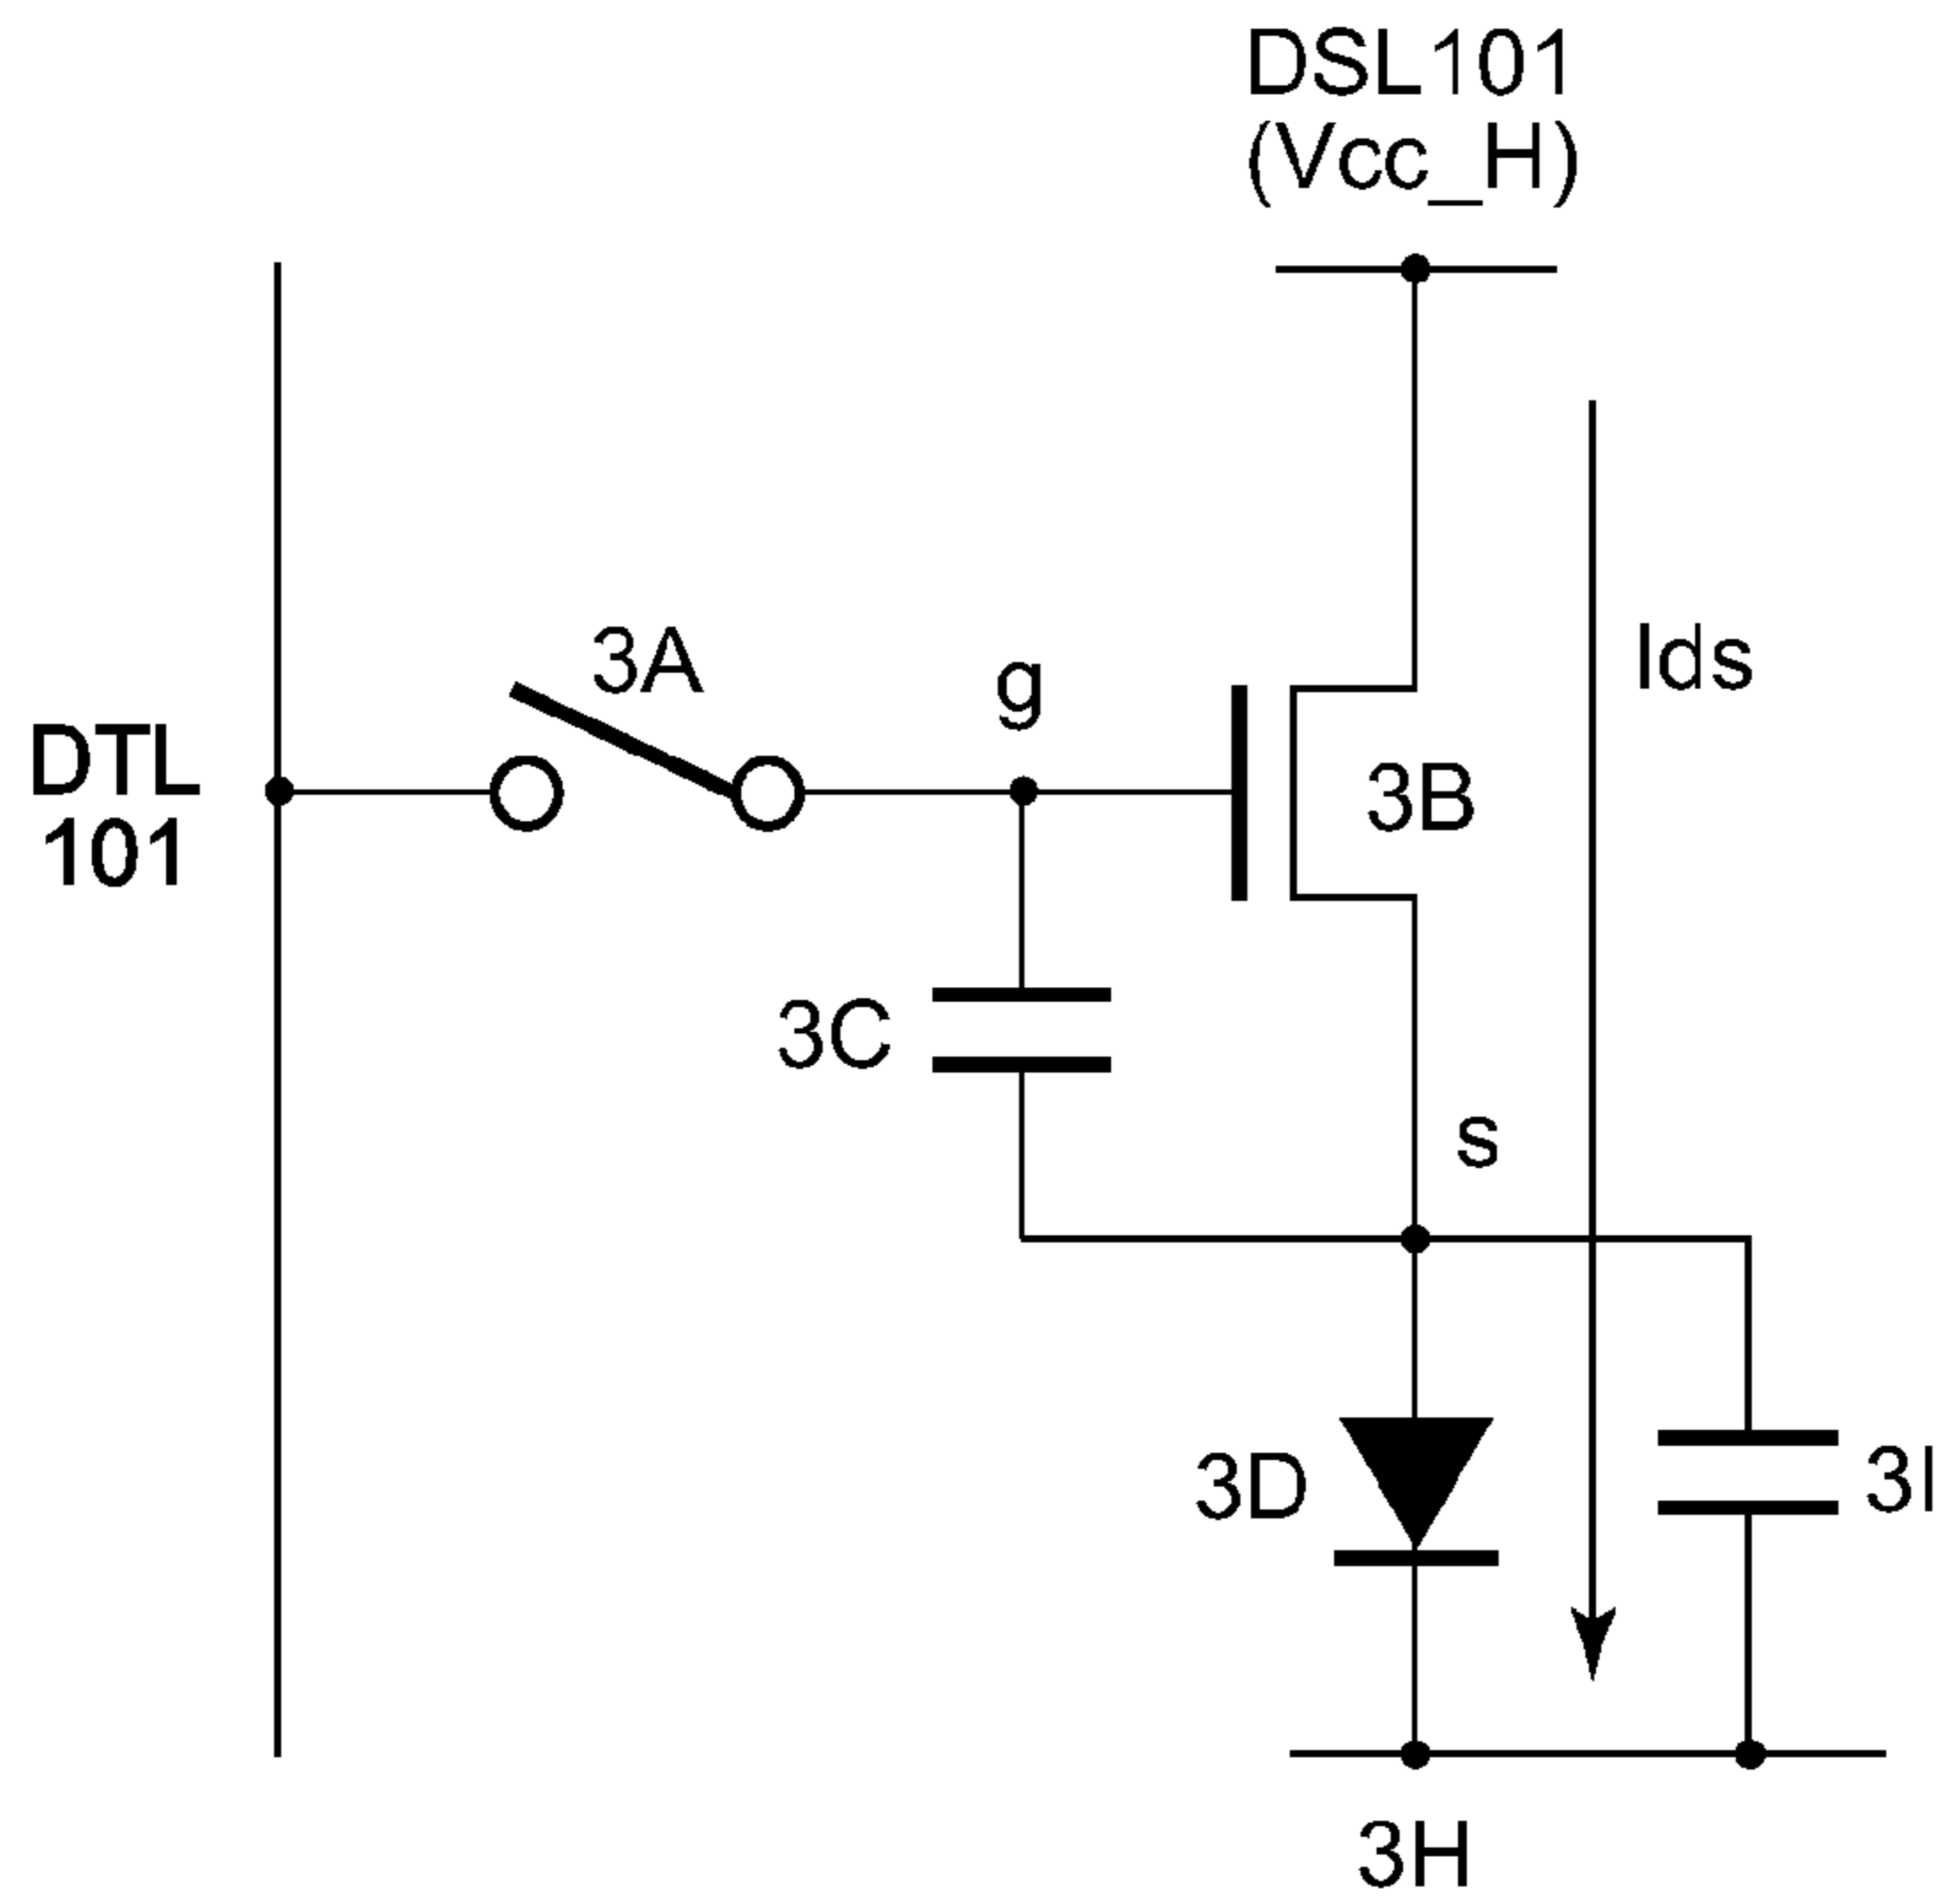 DSL101
(Vcc_H)
3A
g
Ids
DTL
101
3B
3C
s
3D
3I
3H